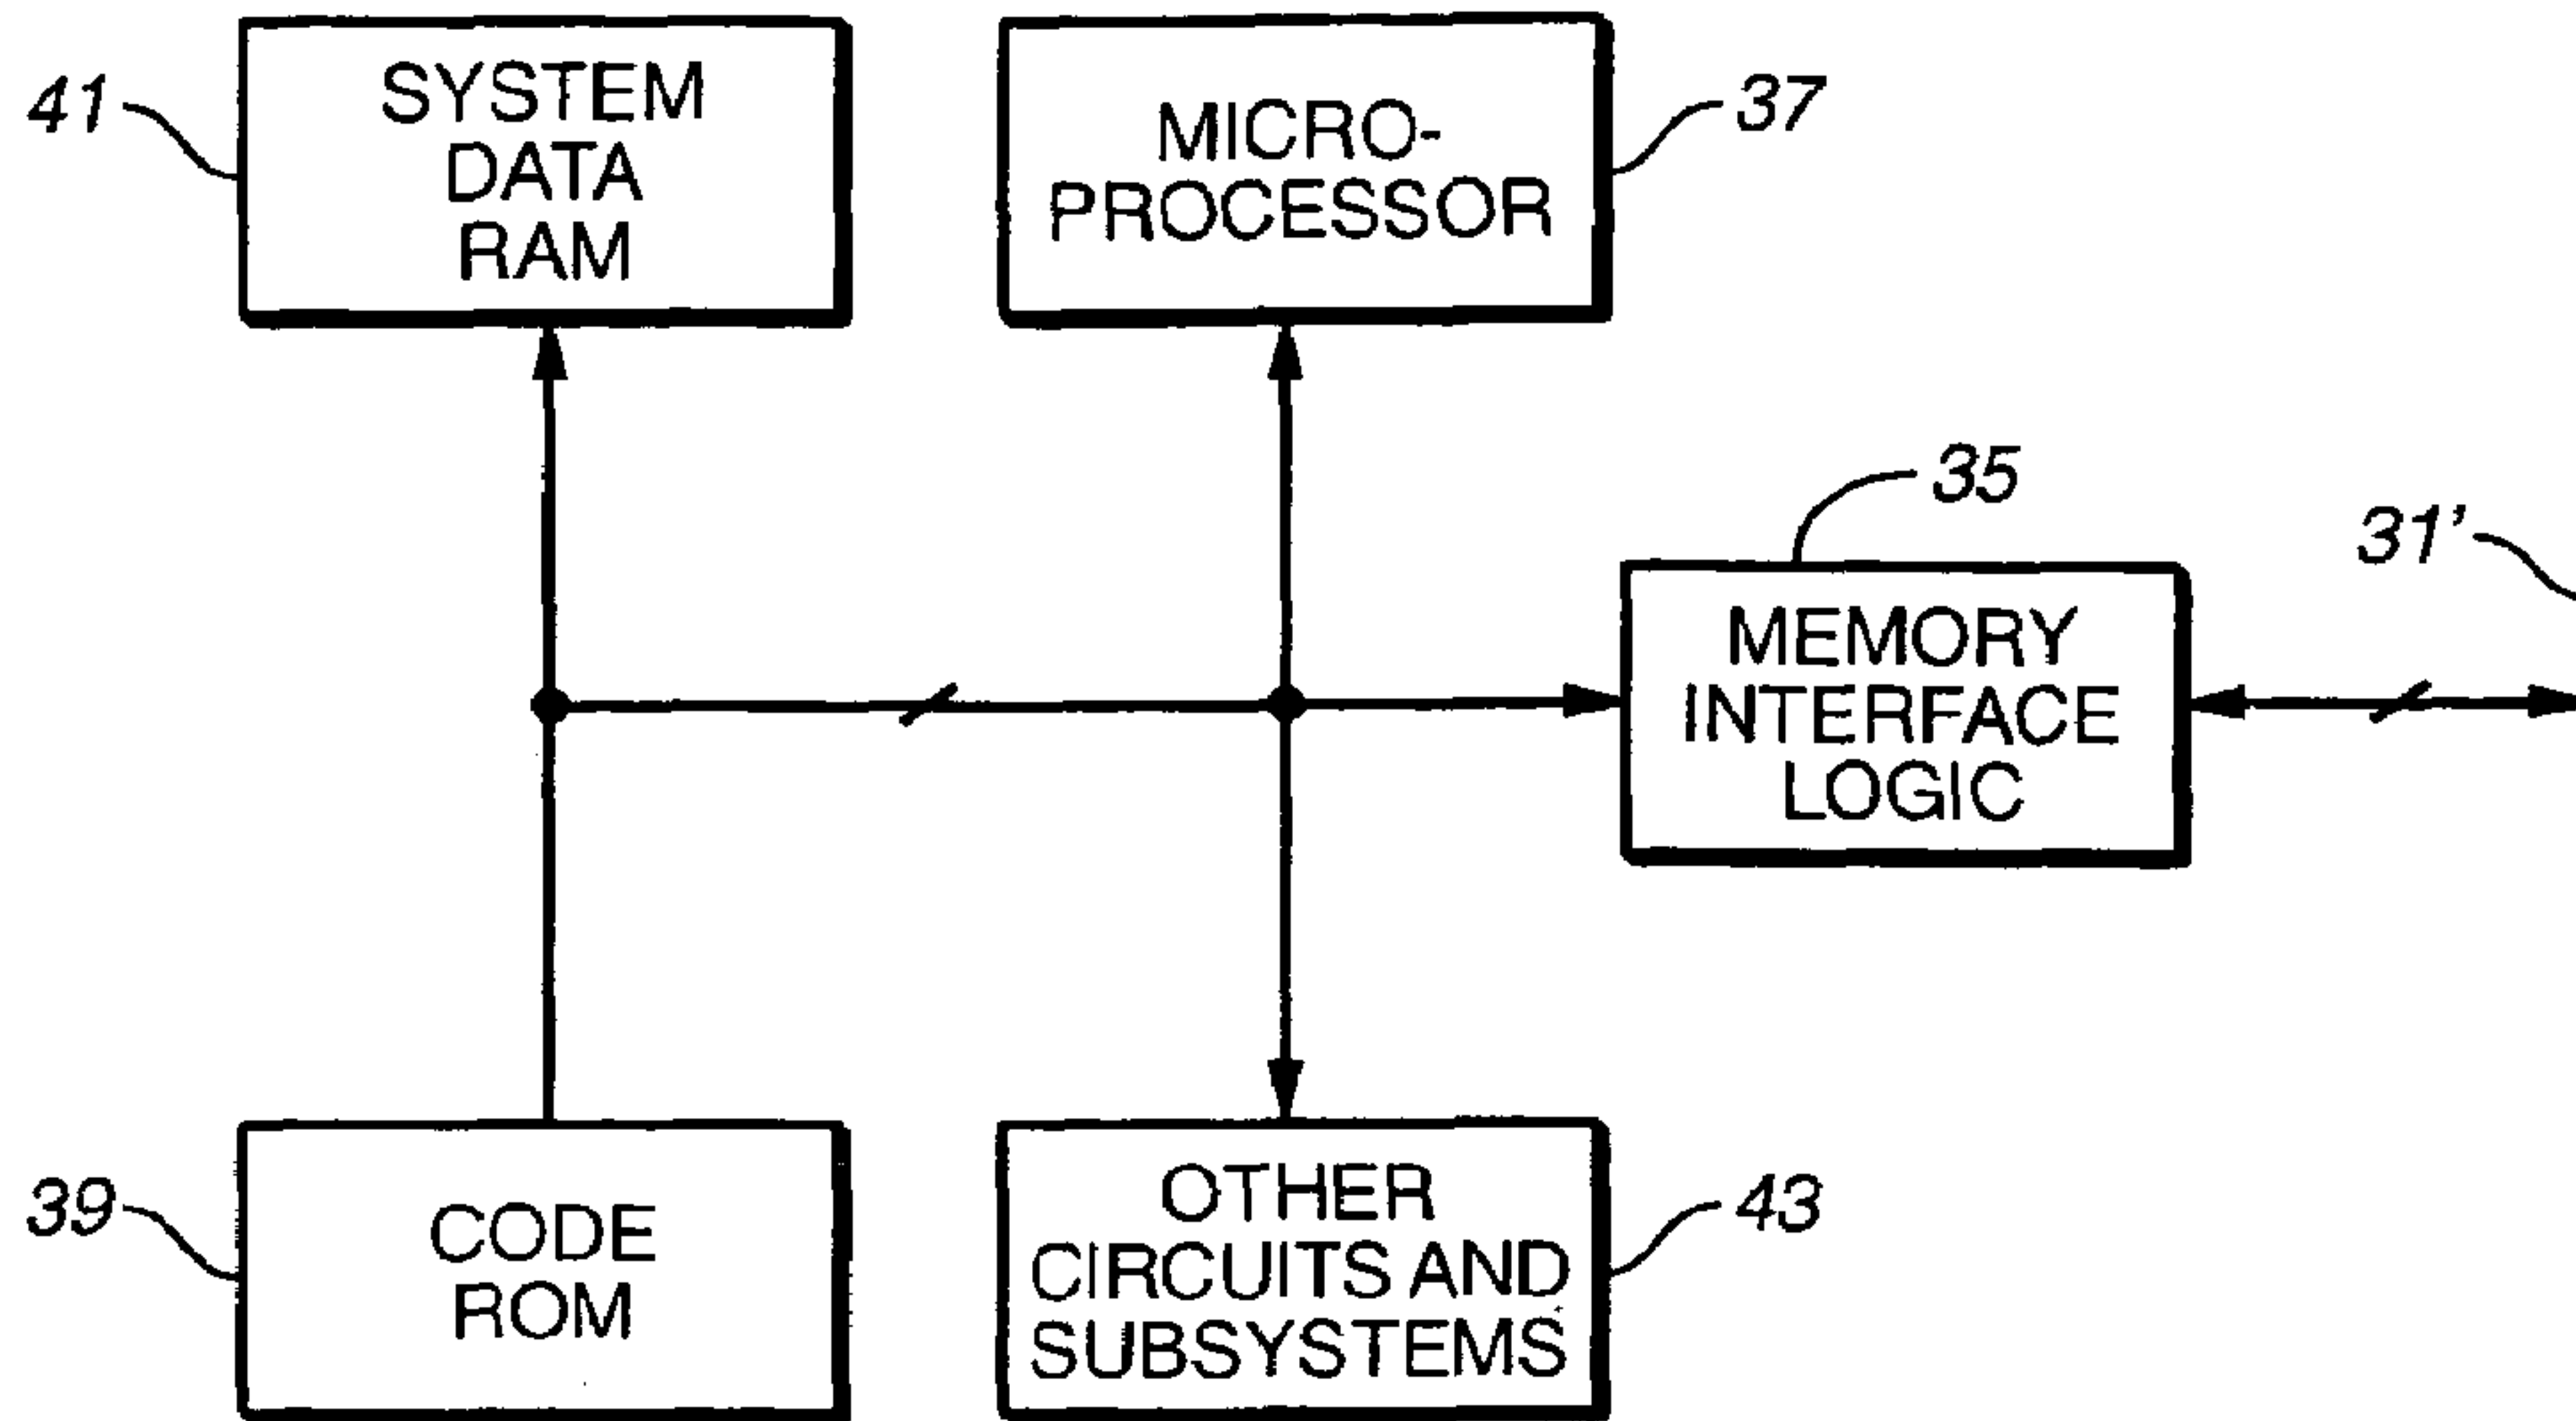 41
SYSTEM
DATA
RAM
MICRO-
PROCESSOR
37
35
31'
MEMORY
INTERFACE
LOGIC
39
CODE
ROM
OTHER
CIRCUITS AND
SUBSYSTEMS
43